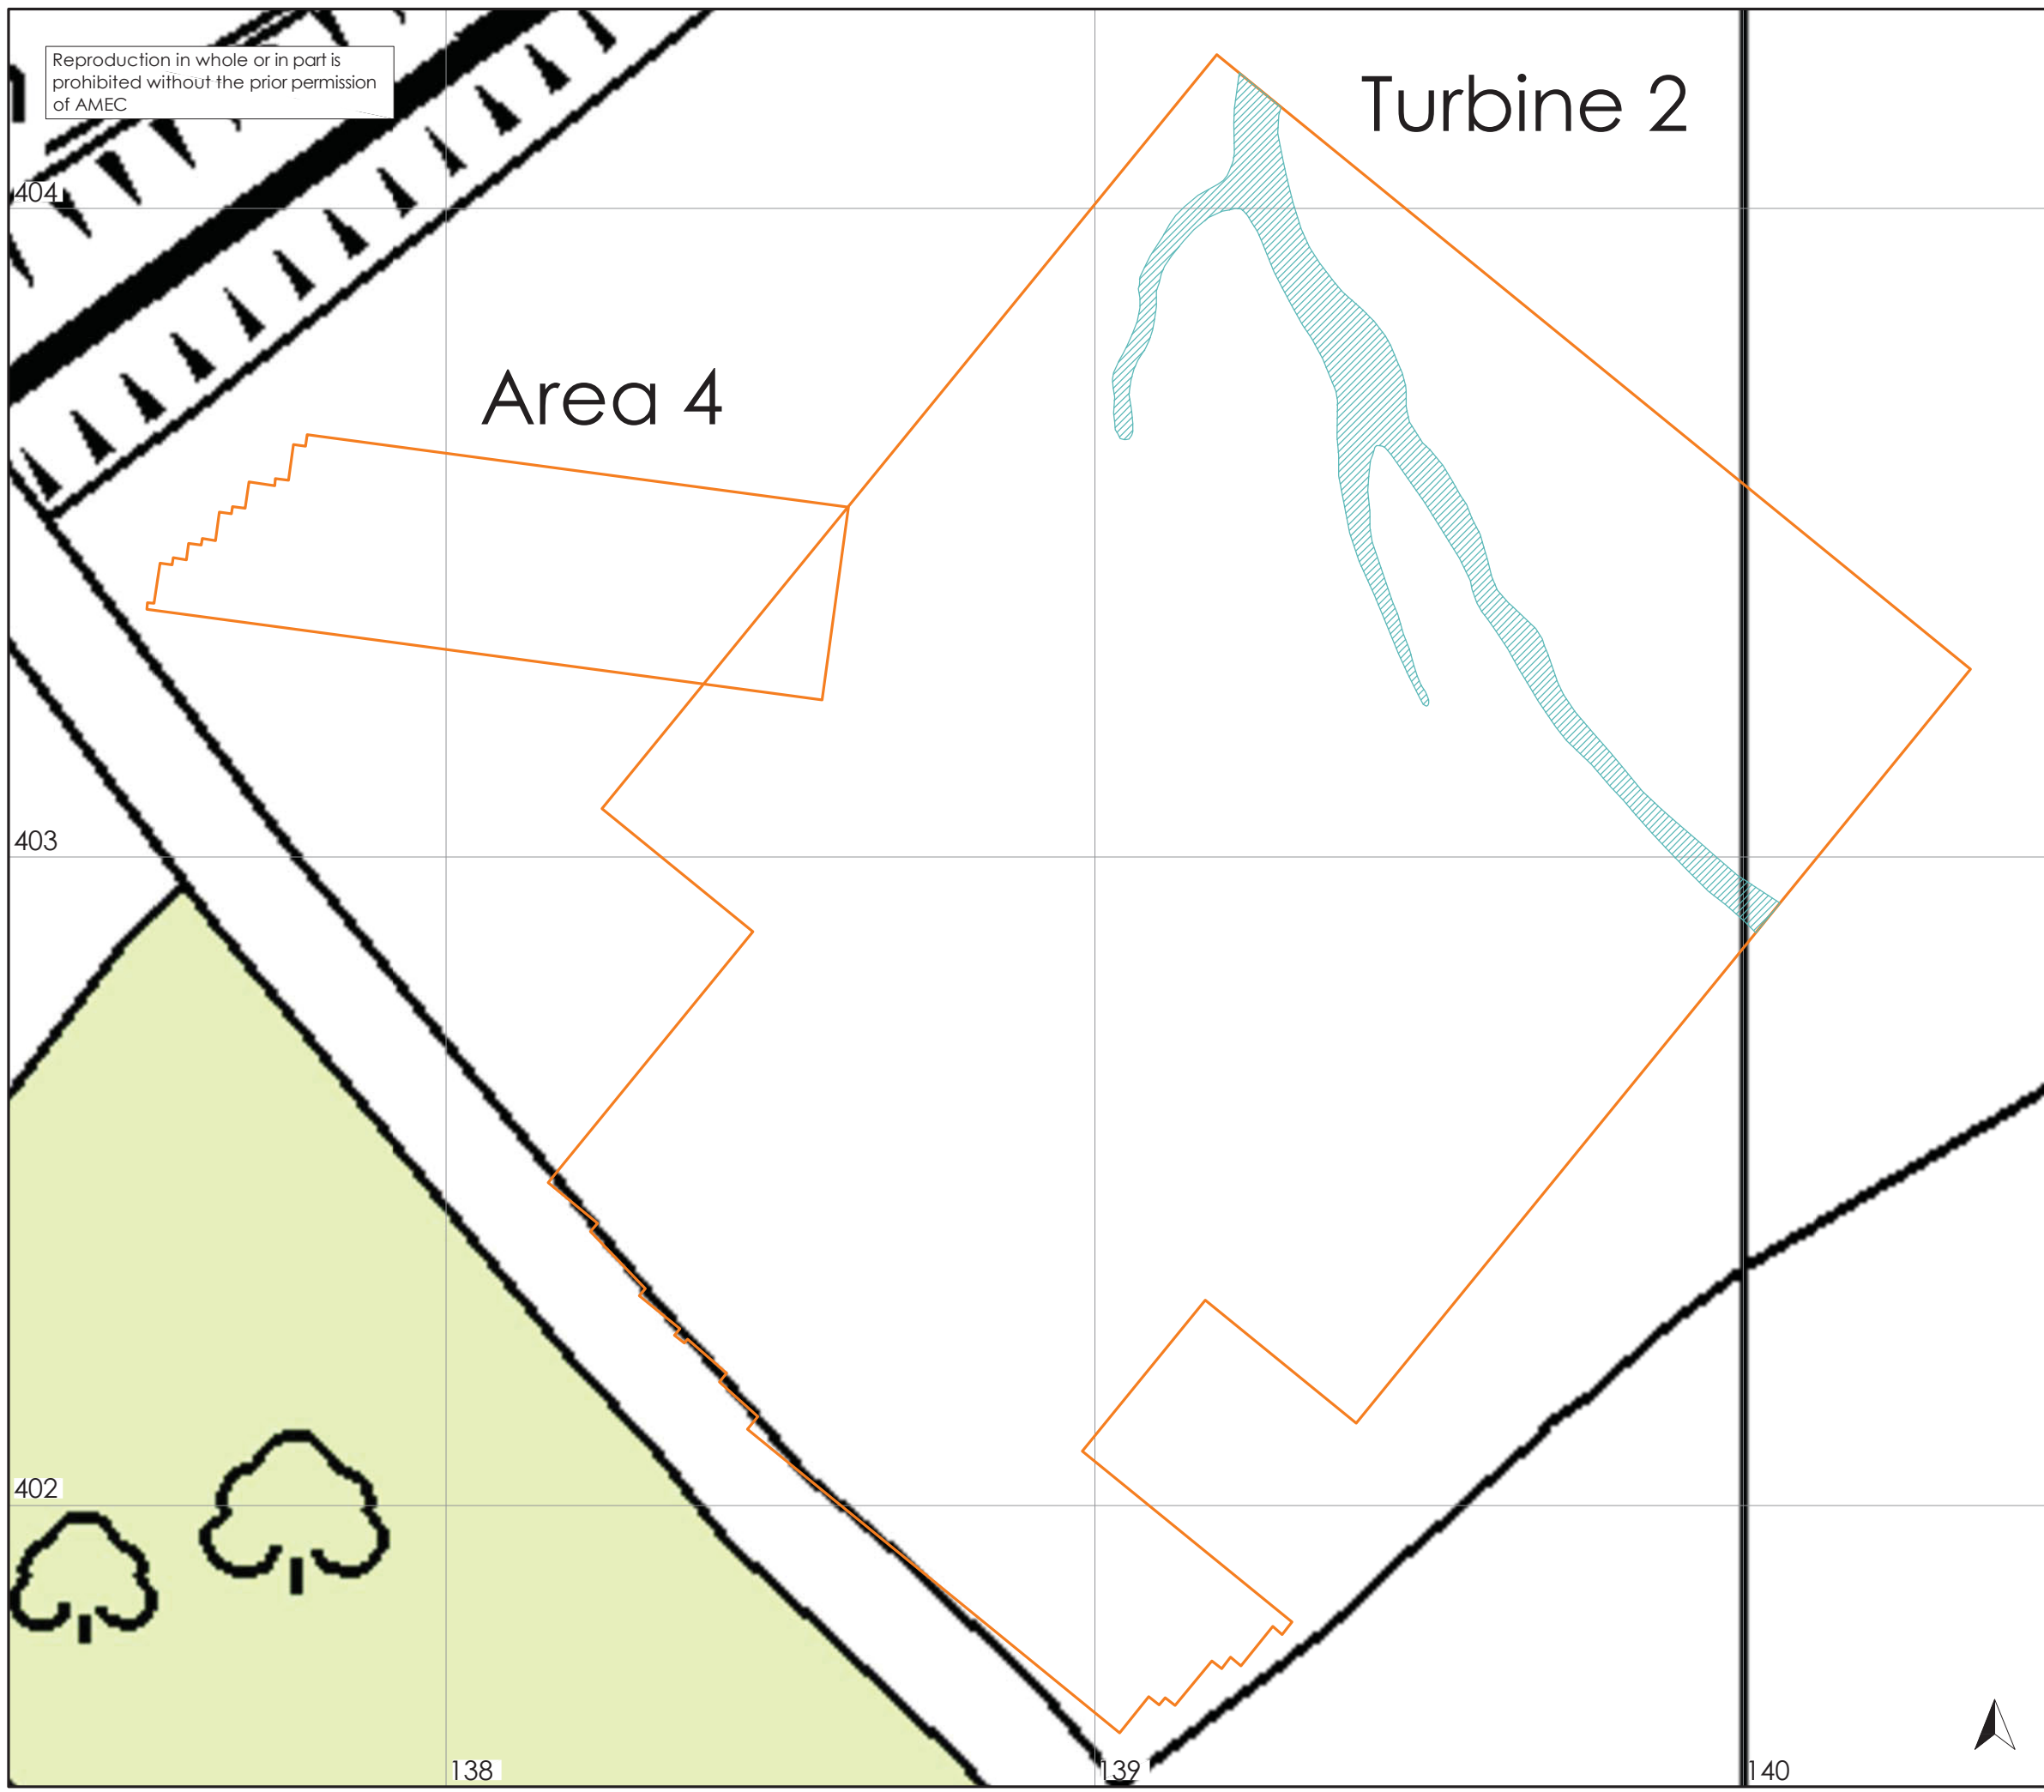 Reproduction in whole or in part is
prohibited without the prior permission
of AMEC
Turbine 2
404
Area 4
403
402
138
139
140